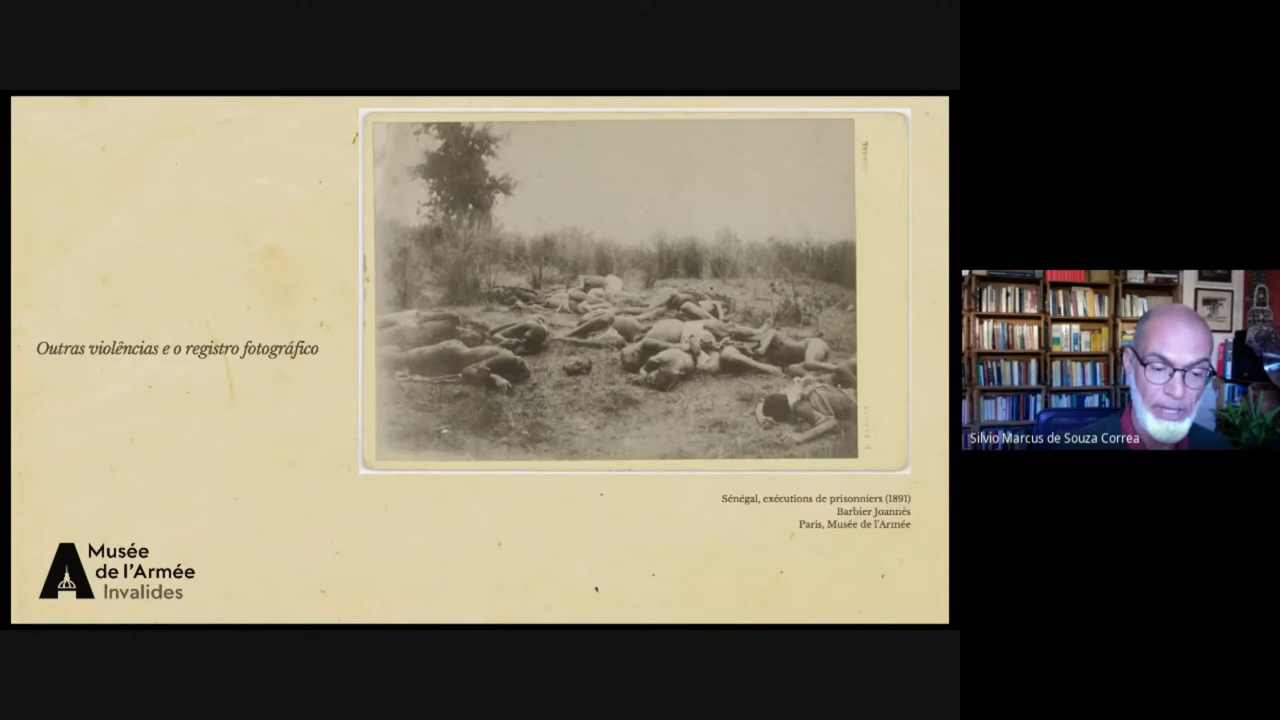 Outras violências e o registro fotográfico
Sénégal, exécutions de prisonniers (1891)
Barbier Joannès
Paris, Musée de l'Armée
Musée
de l'Armée
Invalides
Silvio Marcus de Souza Correa